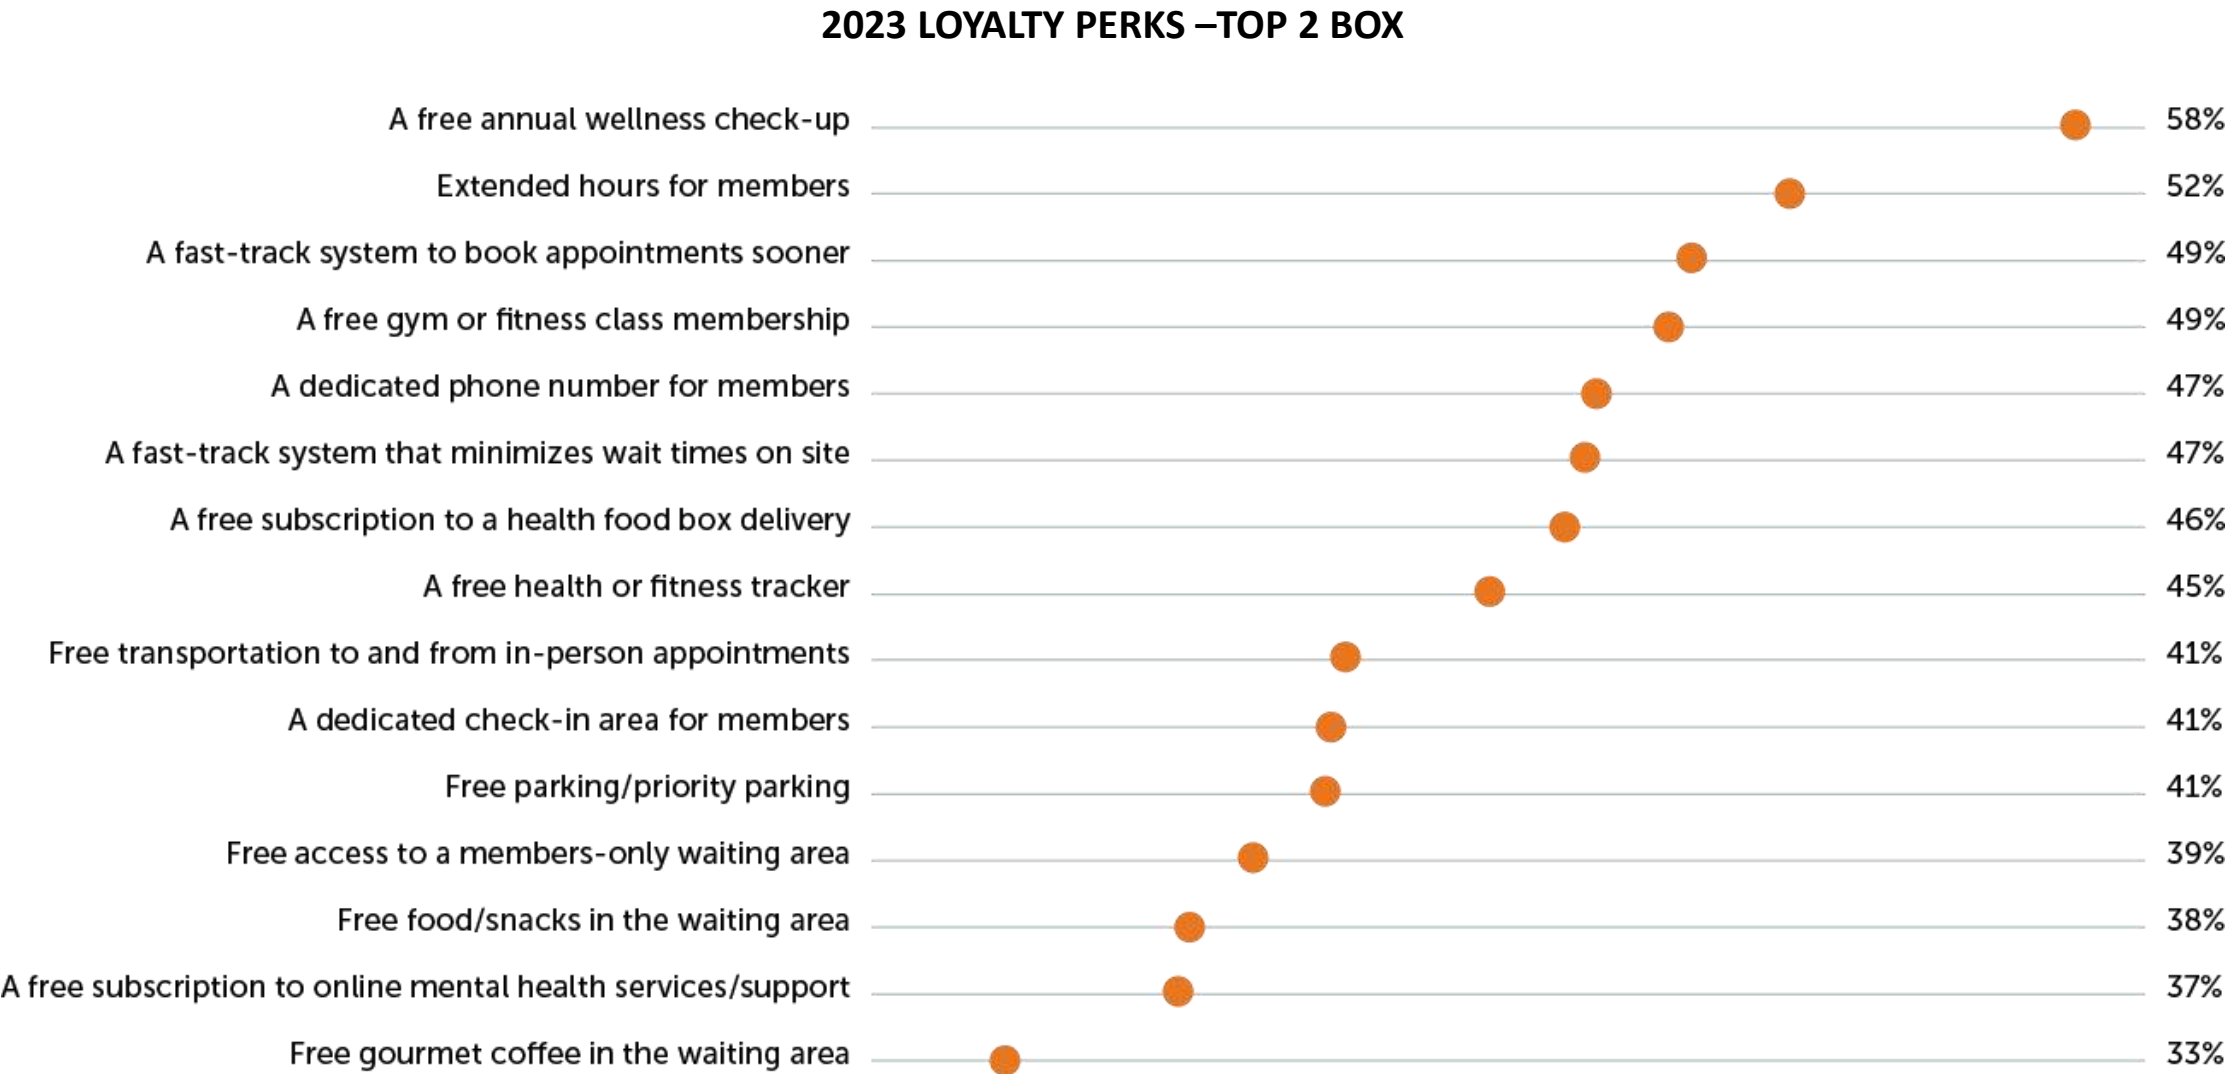 2023 LOYALTY PERKS –TOP 2 BOX
A free annual wellness check-up 58%
Extended hours for members 52%
A fast-track system to book appointments sooner 49%
A free gym or fitness class membership 49%
A dedicated phone number for members 47%
A fast-track system that minimizes wait times on site 47%
A free subscription to a health food box delivery 46%
A free health or fitness tracker 45%
Free transportation to and from in-person appointments 41%
A dedicated check-in area for members 41%
Free parking/priority parking 41%
Free access to a members-only waiting area 39%
Free food/snacks in the waiting area 38%
A free subscription to online mental health services/support 37%
Free gourmet coffee in the waiting area 33%